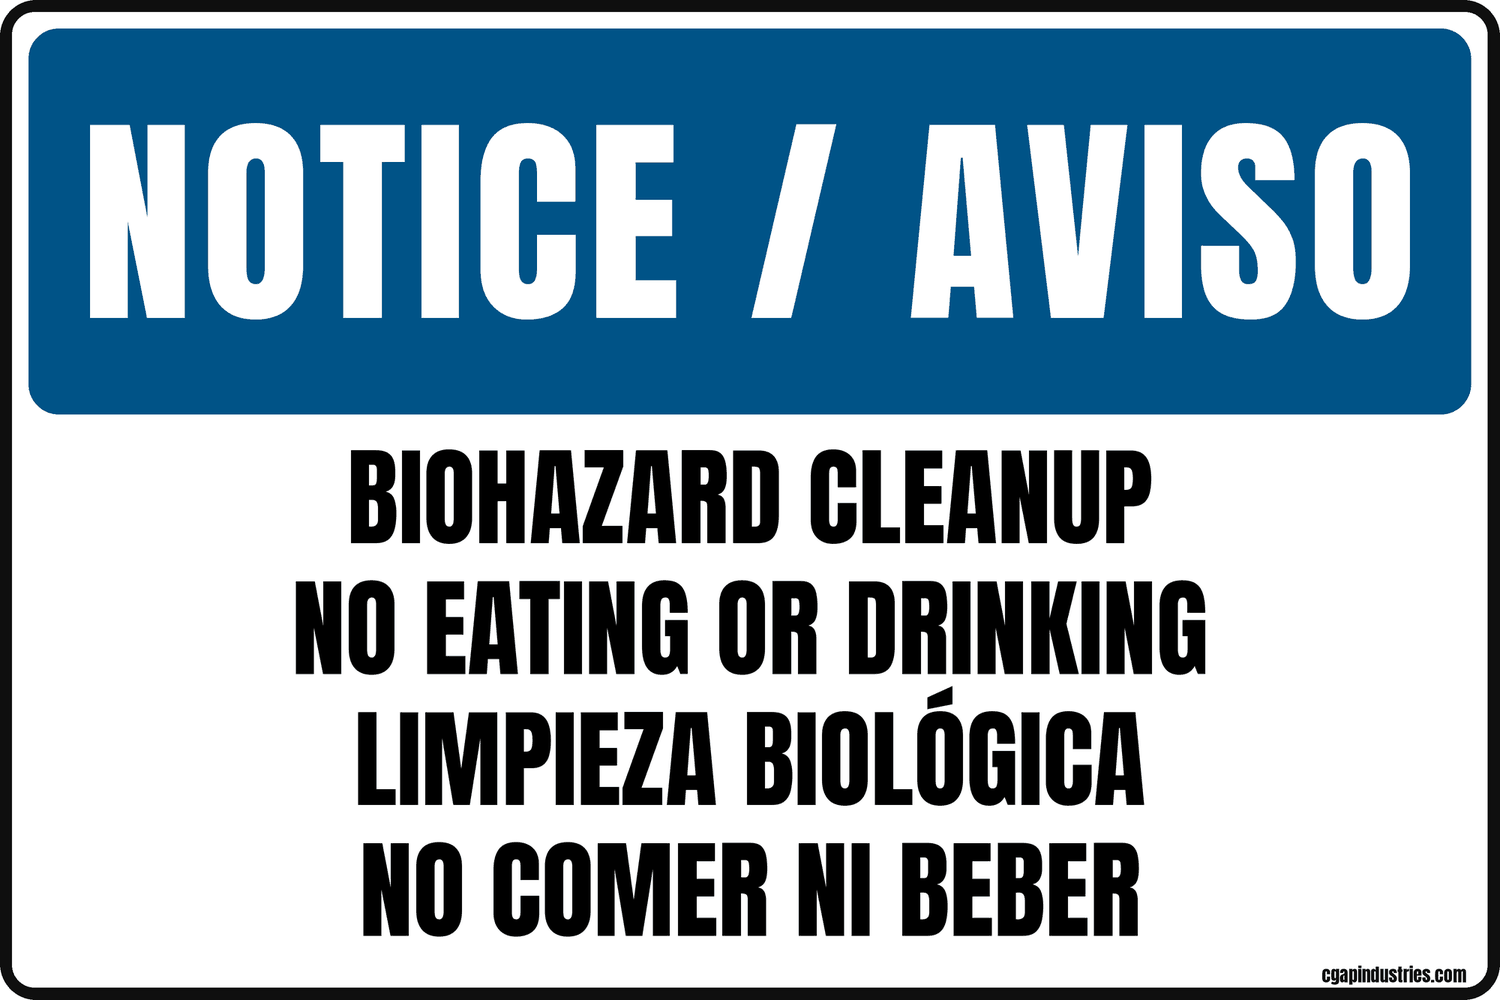 NOTICE / AVISO
BIOHAZARD CLEANUP
NO EATING OR DRINKING
LIMPIEZA BIOLÓGICA
NO COMER NI BEBER
cgapindustries.com